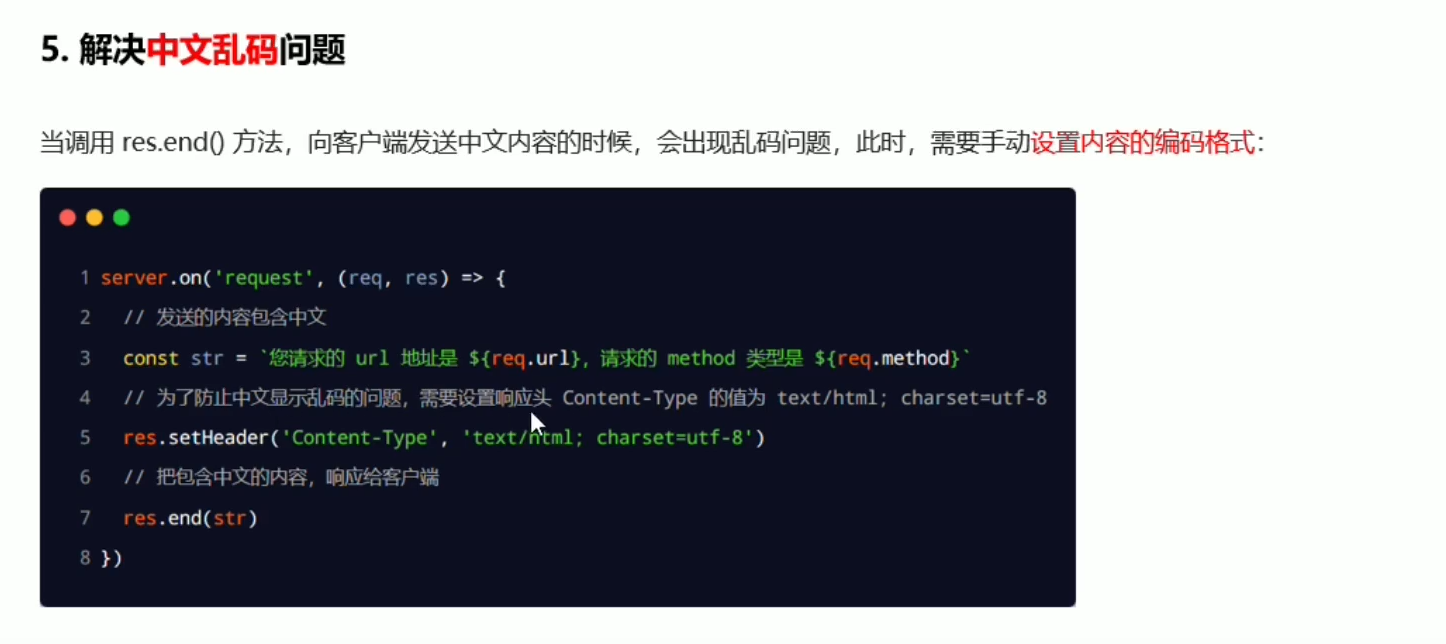 5. 解决中文乱码问题
当调用 res.end() 方法，向客户端发送中文内容的时候，会出现乱码问题，此时，需要手动设置内容的编码格式：
1 server.on('request', (req, res) => {
2   // 发送的内容包含中文
3   const str = `您请求的 url 地址是 ${req.url}，请求的 method 类型是 ${req.method}`
4   // 为了防止中文显示乱码的问题，需要设置响应头 Content-Type 的值为 text/html; charset=utf-8
5   res.setHeader('Content-Type', 'text/html; charset=utf-8')
6   // 把包含中文的内容，响应给客户端
7   res.end(str)
8 })